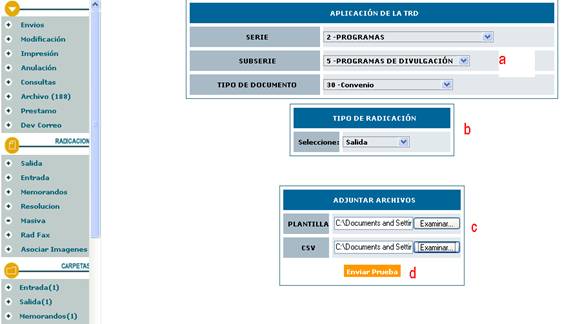 Envios
Modificación
Impresión
Anulación
Consultas
Archivo (188)
Prestamo
Dev Correo
RADICACION
Salida
Entrada
Memorandos
Resolucion
Masiva
Rad Fax
Asociar Imagenes
CARPETAS
Entrada(1)
Salida(1)
Memorandos(1)
APLICACIÓN DE LA TRD
SERIE 2 -PROGRAMAS
SUBSERIE 5 -PROGRAMAS DE DIVULGACIÓN a
TIPO DE DOCUMENTO 30 -Convenio
TIPO DE RADICACIÓN
b
Seleccione: Salida
ADJUNTAR ARCHIVOS
PLANTILLA C:\Documents and Settir Examinar... c
CSV C:\Documents and Settir Examinar...
Enviar Prueba d